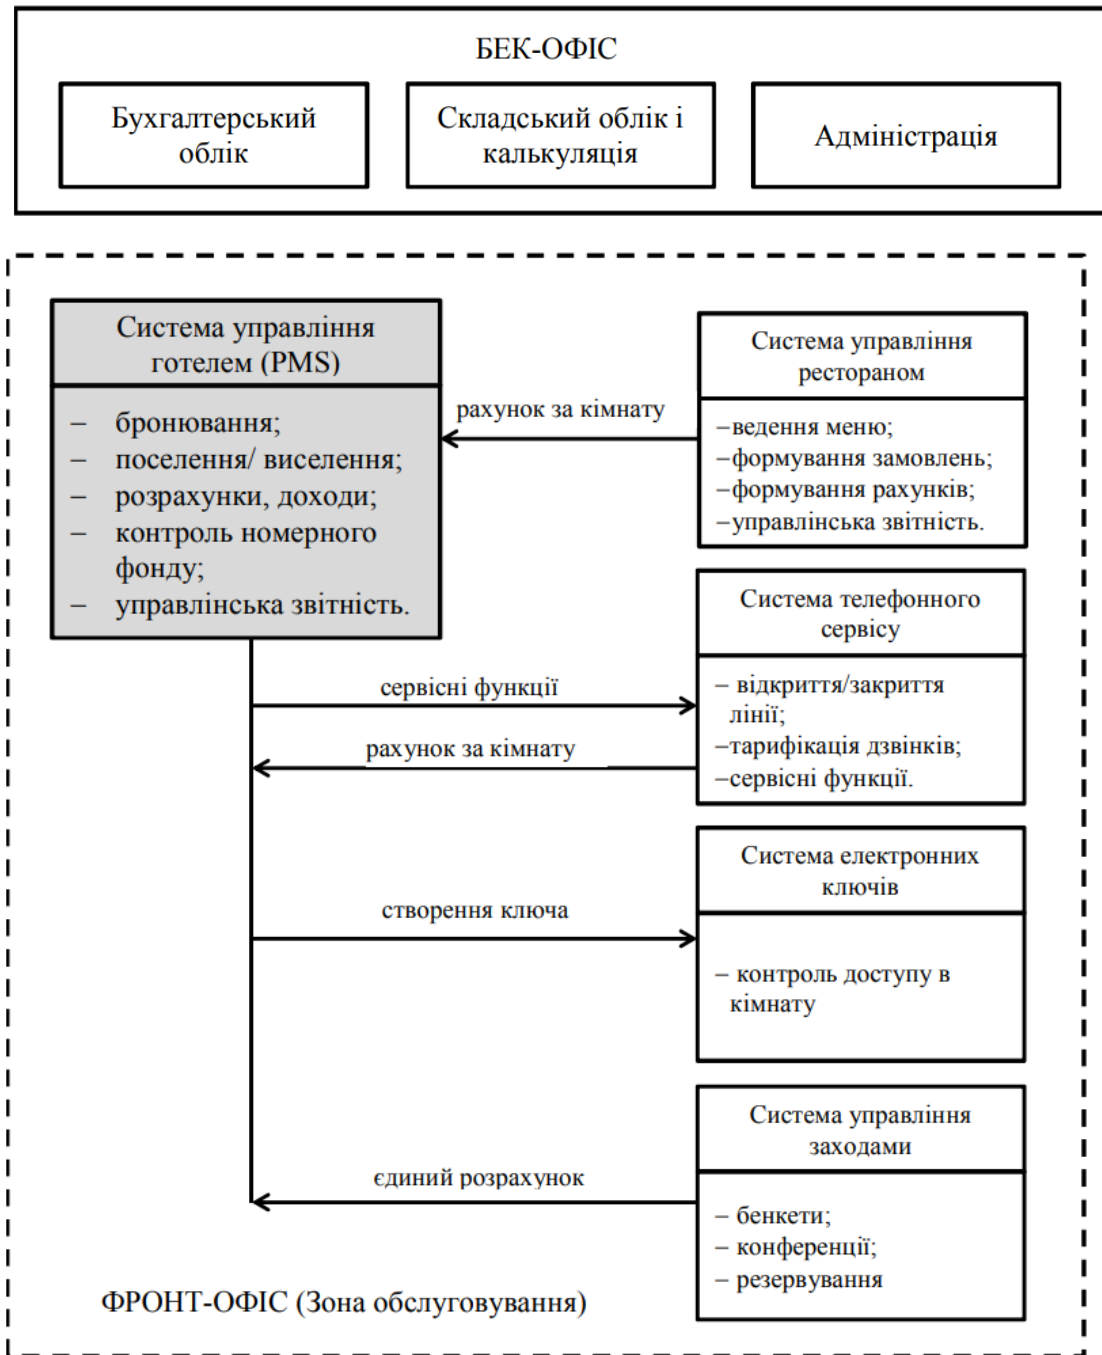 БЕК-ОФІС
Бухгалтерський
облік
Складський облік і
калькуляція
Адміністрація
Система управління
готелем (PMS)
– бронювання;
– поселення/ виселення;
– розрахунки, доходи;
– контроль номерного
фонду;
– управлінська звітність.
рахунок за кімнату
Система управління
рестораном
–ведення меню;
–формування замовлень;
–формування рахунків;
–управлінська звітність.
Система телефонного
сервісу
– відкриття/закриття
лінії;
–тарифікація дзвінків;
–сервісні функції.
сервісні функції
рахунок за кімнату
Система електронних
ключів
– контроль доступу в
кімнату
створення ключа
Система управління
заходами
– бенкети;
– конференції;
– резервування
єдиний розрахунок
ФРОНТ-ОФІС (Зона обслуговування)